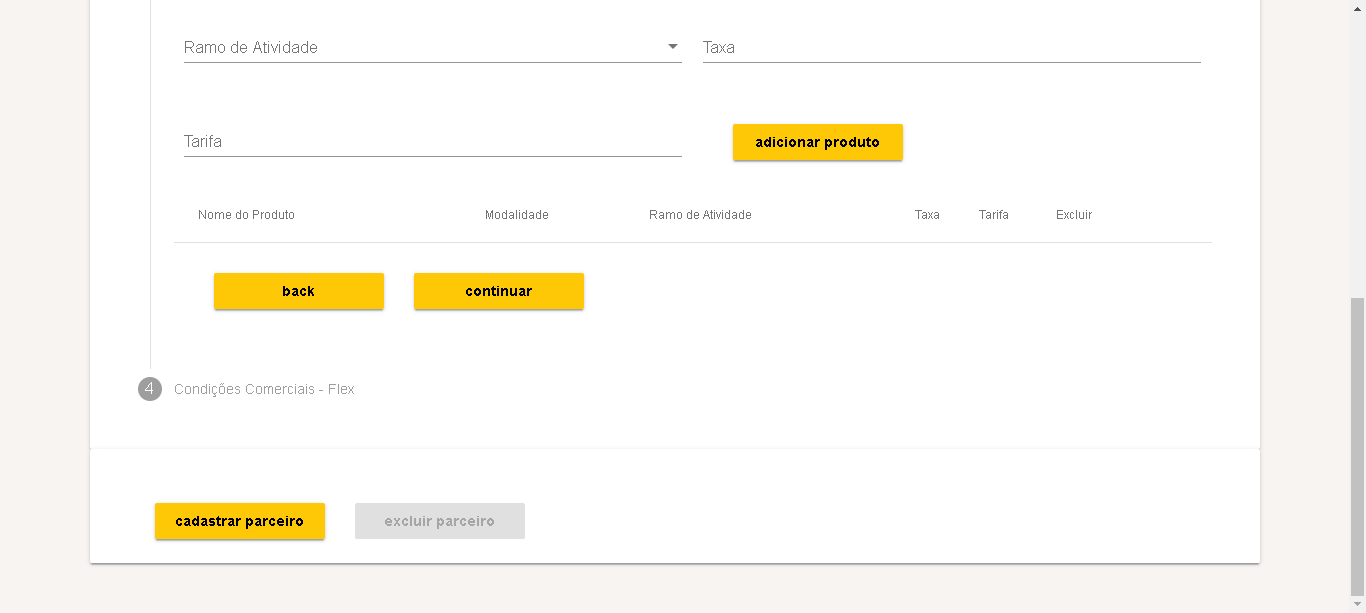 Ramo de Atividade
Taxa
Tarifa
adicionar produto
Nome do Produto Modalidade Ramo de Atividade Taxa Tarifa Excluir
back
continuar
4 Condições Comerciais - Flex
cadastrar parceiro
excluir parceiro